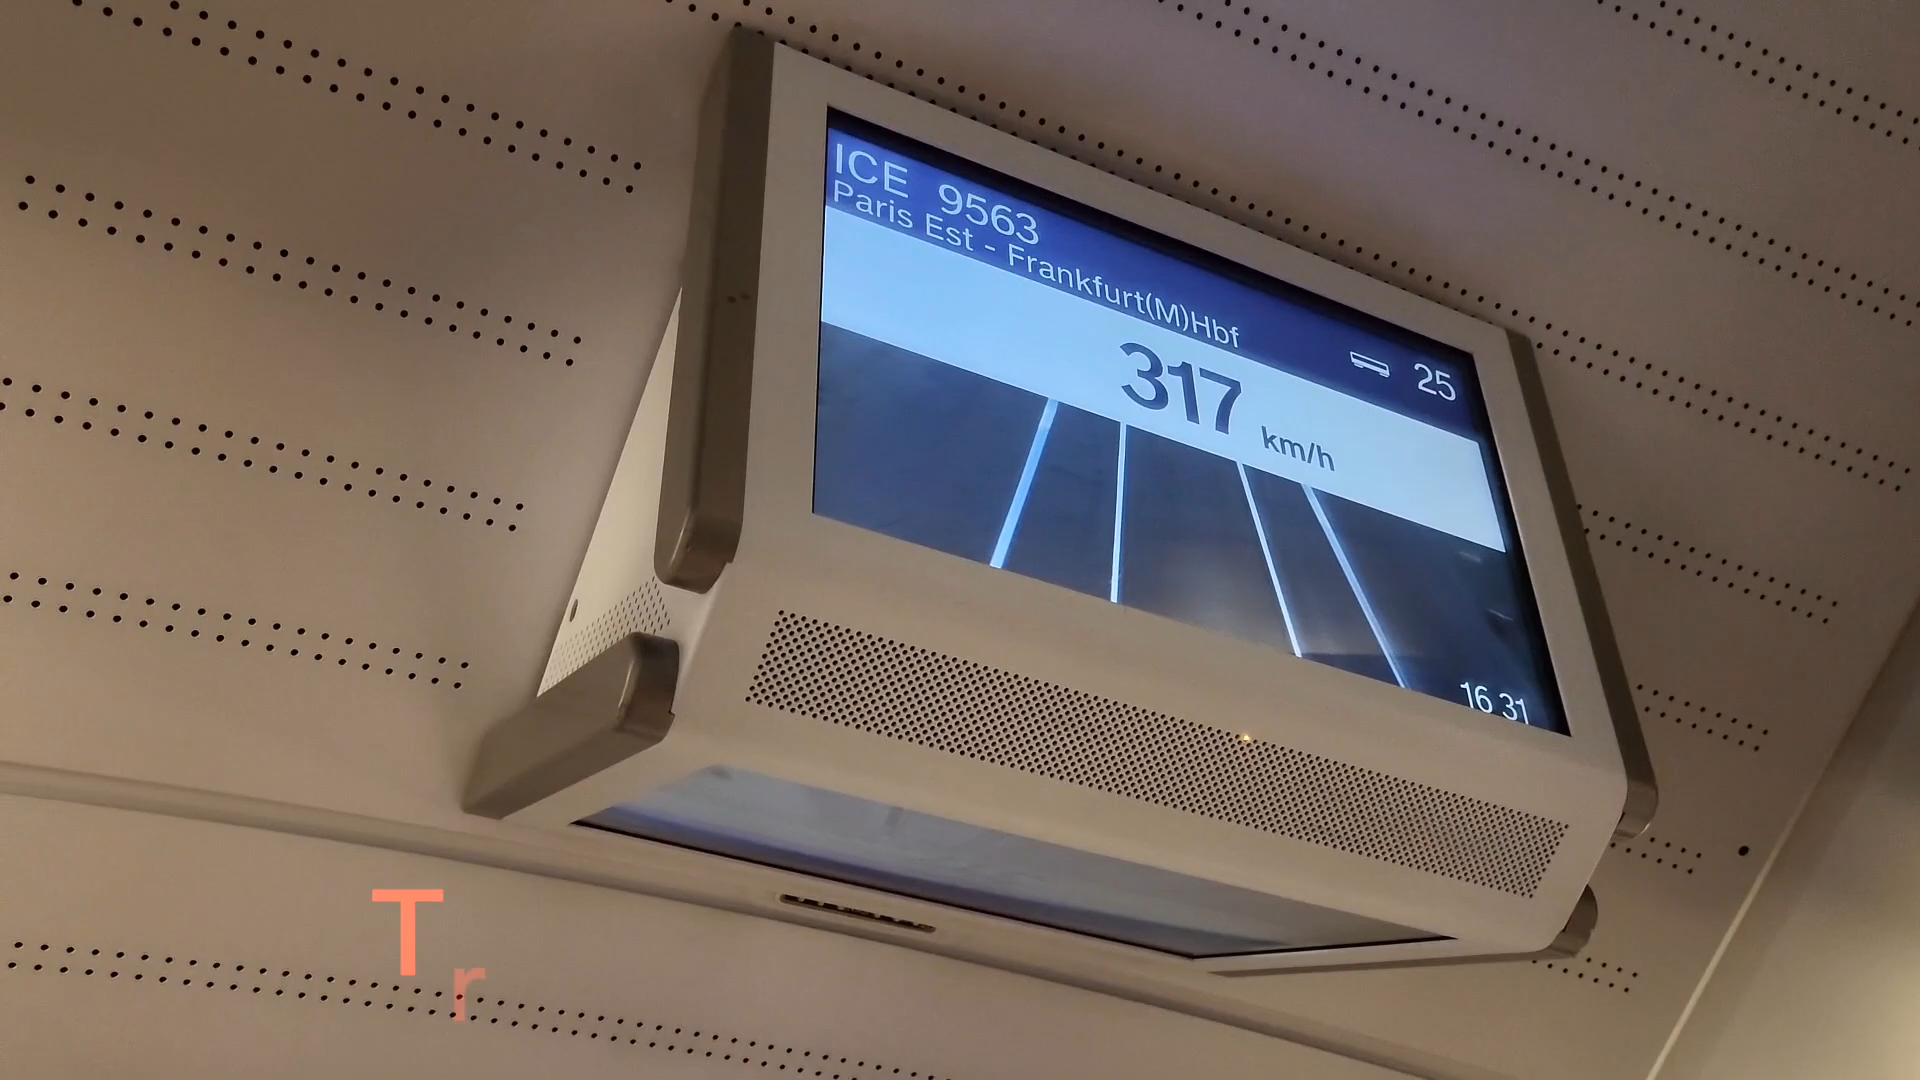 ICE 9563
Paris Est - Frankfurt(M)Hbf
25
317 km/h
16 31
Tr